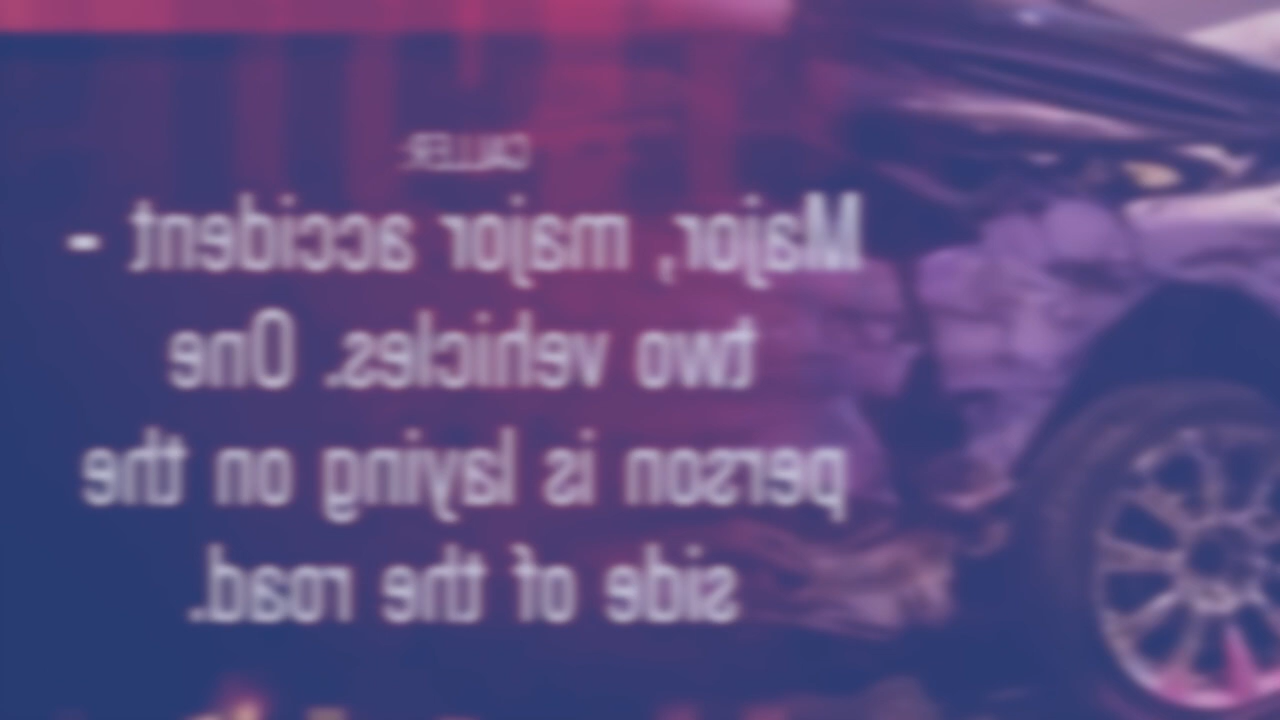 CALLER:
Major, major accident -
two vehicles. One
person is laying on the
side of the road.